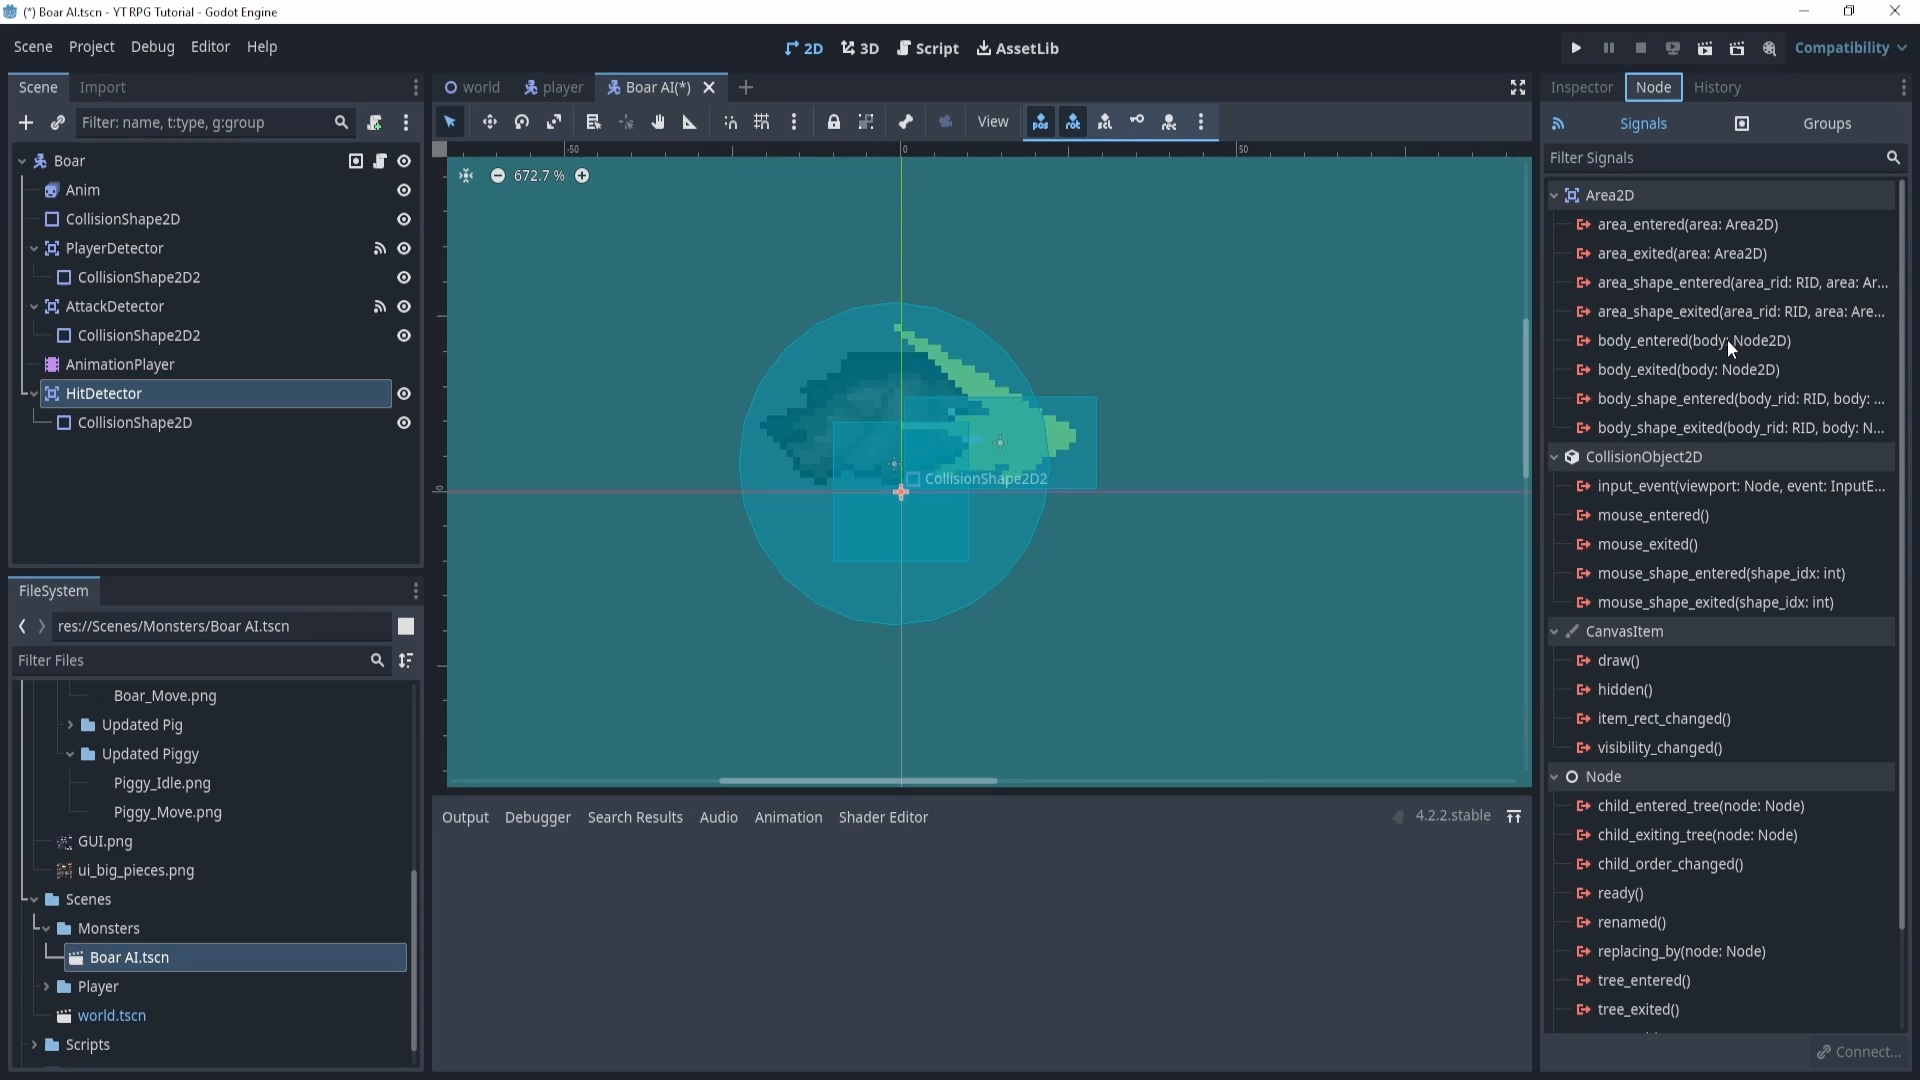 (*) Boar AI.tscn - YT RPG Tutorial - Godot Engine
Scene Project Debug Editor Help
2D 3D Script AssetLib
Compatibility
Scene Import
Filter: name, t:type, g:group
Boar
Anim
CollisionShape2D
PlayerDetector
CollisionShape2D2
AttackDetector
CollisionShape2D2
AnimationPlayer
HitDetector
CollisionShape2D
FileSystem
res://Scenes/Monsters/Boar AI.tscn
Filter Files
Boar_Move.png
Updated Pig
Updated Piggy
Piggy_Idle.png
Piggy_Move.png
GUI.png
ui_big_pieces.png
Scenes
Monsters
Boar AI.tscn
Player
world.tscn
Scripts
world player Boar AI(*)
View
-50 0 50
672.7 %
0
CollisionShape2D2
Output Debugger Search Results Audio Animation Shader Editor
4.2.2.stable
Inspector Node History
Signals Groups
Filter Signals
Area2D
area_entered(area: Area2D)
area_exited(area: Area2D)
area_shape_entered(area_rid: RID, area: Ar...
area_shape_exited(area_rid: RID, area: Are...
body_entered(body: Node2D)
body_exited(body: Node2D)
body_shape_entered(body_rid: RID, body: ...
body_shape_exited(body_rid: RID, body: N...
CollisionObject2D
input_event(viewport: Node, event: InputE...
mouse_entered()
mouse_exited()
mouse_shape_entered(shape_idx: int)
mouse_shape_exited(shape_idx: int)
CanvasItem
draw()
hidden()
item_rect_changed()
visibility_changed()
Node
child_entered_tree(node: Node)
child_exiting_tree(node: Node)
child_order_changed()
ready()
renamed()
replacing_by(node: Node)
tree_entered()
tree_exited()
Connect...